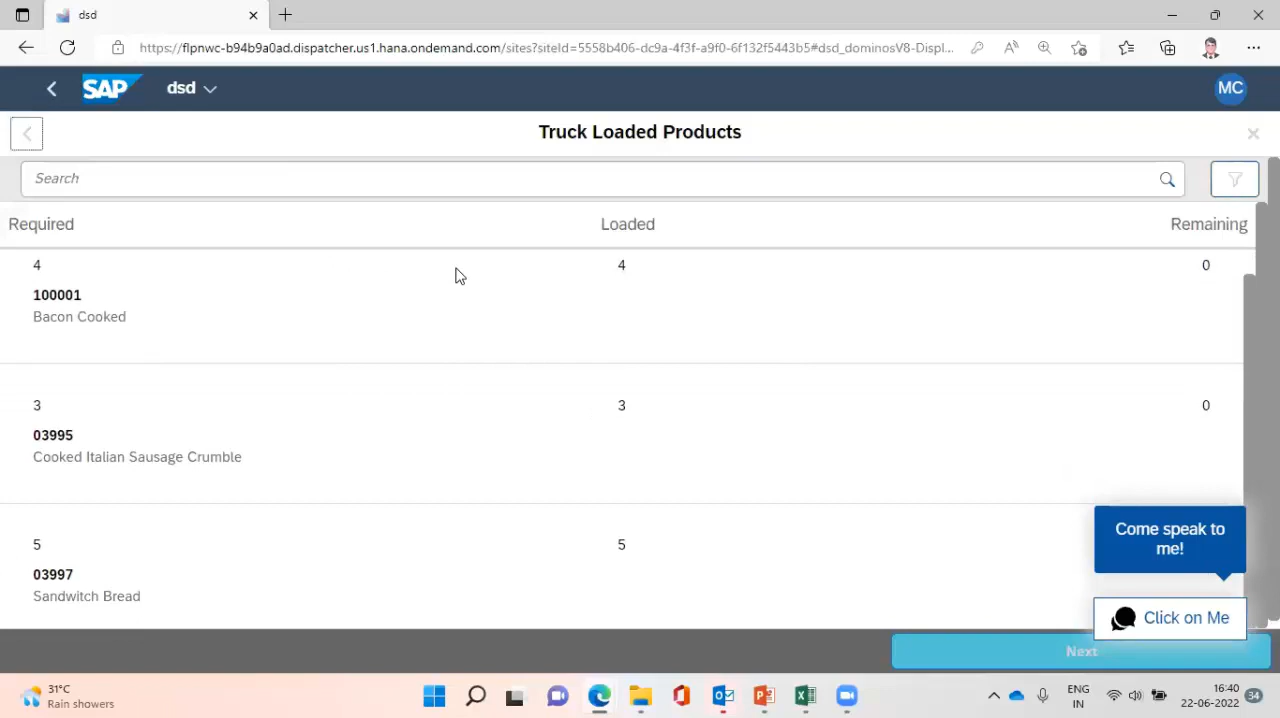 dsd
https://flpnwc-b94b9a0ad.dispatcher.us1.hana.ondemand.com/sites?siteId=5558b406-dc9a-4f3f-a9f0-6f132f5443b5#dsd_dominosV8-Displ...
SAP dsd MC
Truck Loaded Products
Search
Required Loaded Remaining
4 4 0
100001
Bacon Cooked
3 3 0
03995
Cooked Italian Sausage Crumble
5 5
03997
Sandwitch Bread
Come speak to
me!
Click on Me
Next
31°C
Rain showers
ENG
IN
16:40
22-06-2022
34